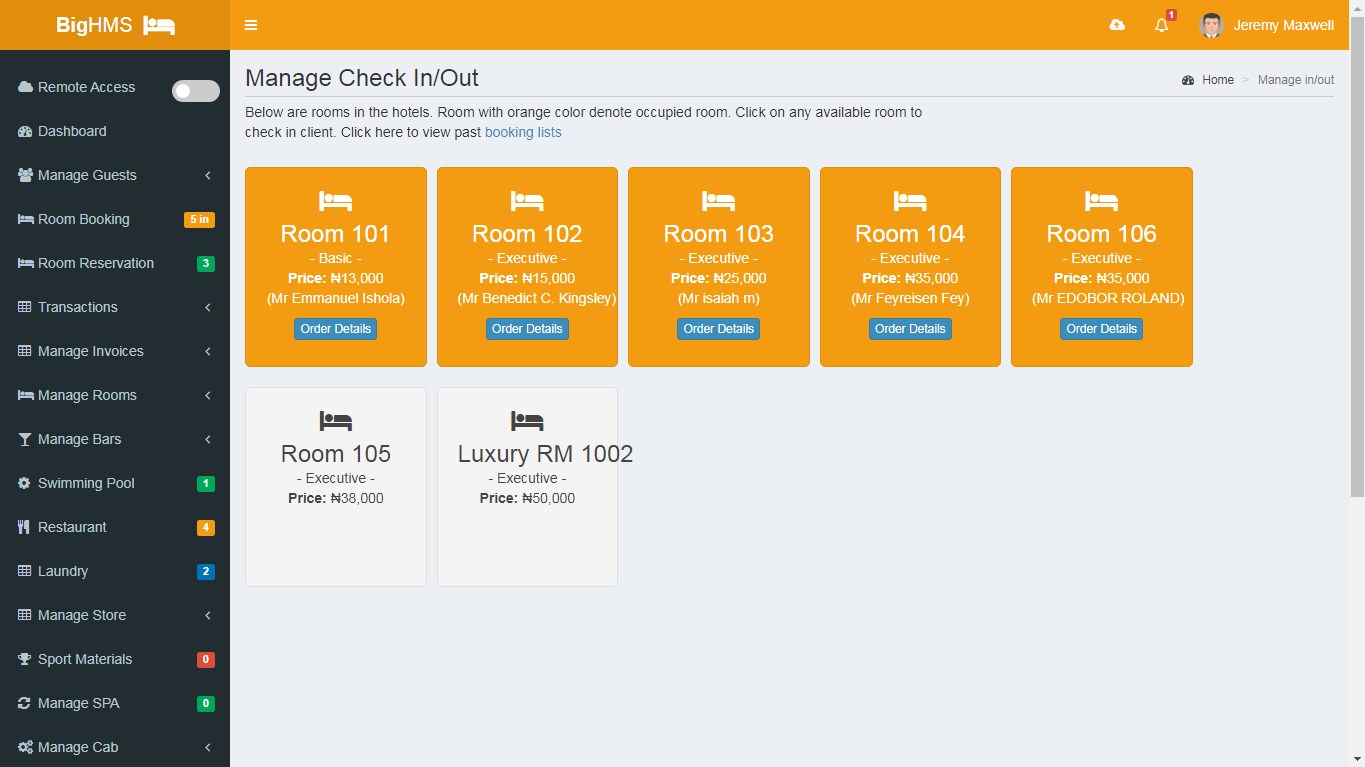 BigHMS
1
Jeremy Maxwell
Remote Access
Dashboard
Manage Guests
Room Booking 5 in
Room Reservation 3
Transactions
Manage Invoices
Manage Rooms
Manage Bars
Swimming Pool 1
Restaurant 4
Laundry 2
Manage Store
Sport Materials 0
Manage SPA 0
Manage Cab
Manage Check In/Out
Home > Manage in/out
Below are rooms in the hotels. Room with orange color denote occupied room. Click on any available room to
check in client. Click here to view past booking lists
Room 101
- Basic -
Price: ₦13,000
(Mr Emmanuel Ishola)
Order Details
Room 102
- Executive -
Price: ₦15,000
(Mr Benedict C. Kingsley)
Order Details
Room 103
- Executive -
Price: ₦25,000
(Mr isaiah m)
Order Details
Room 104
- Executive -
Price: ₦35,000
(Mr Feyreisen Fey)
Order Details
Room 106
- Executive -
Price: ₦35,000
(Mr EDOBOR ROLAND)
Order Details
Room 105
- Executive -
Price: ₦38,000
Luxury RM 1002
- Executive -
Price: ₦50,000